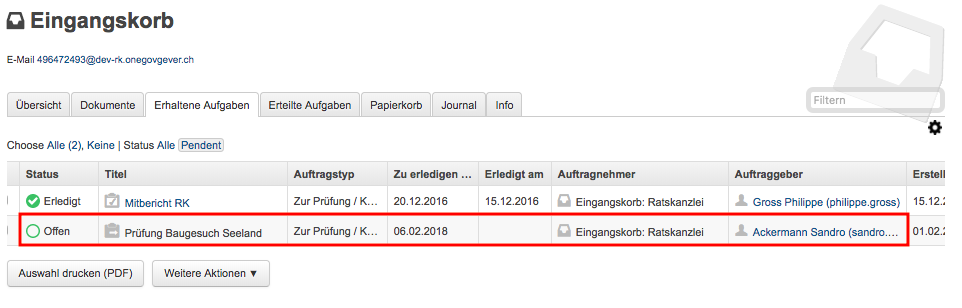 Eingangskorb
E-Mail 496472493@dev-rk.onegovgever.ch
Übersicht Dokumente Erhaltene Aufgaben Erteilte Aufgaben Papierkorb Journal Info
Filtern
Choose Alle (2), Keine | Status Alle Pendent
Status Titel Auftragstyp Zu erledigen ... Erledigt am Auftragnehmer Auftraggeber Erstell
Erledigt Mitbericht RK Zur Prüfung / K... 20.12.2016 15.12.2016 Eingangskorb: Ratskanzlei Gross Philippe (philippe.gross) 15.12.2
Offen Prüfung Baugesuch Seeland Zur Prüfung / K... 06.02.2018 Eingangskorb: Ratskanzlei Ackermann Sandro (sandro.... 01.02.2
Auswahl drucken (PDF) Weitere Aktionen ▼